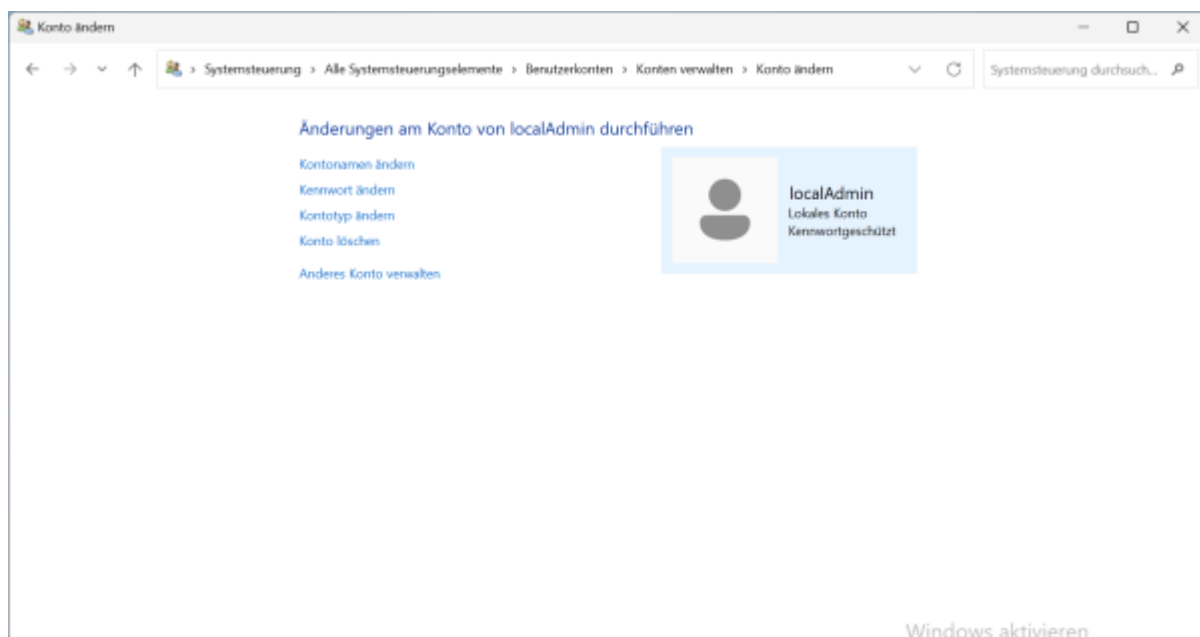 Konto ändern
Systemsteuerung > Alle Systemsteuerungselemente > Benutzerkonten > Konten verwalten > Konto ändern
Systemsteuerung durchsuch...
Änderungen am Konto von localAdmin durchführen
Kontonamen ändern
Kennwort ändern
Kontotyp ändern
Konto löschen
Anderes Konto verwalten
localAdmin
Lokales Konto
Kennwortgeschützt
Windows aktivieren